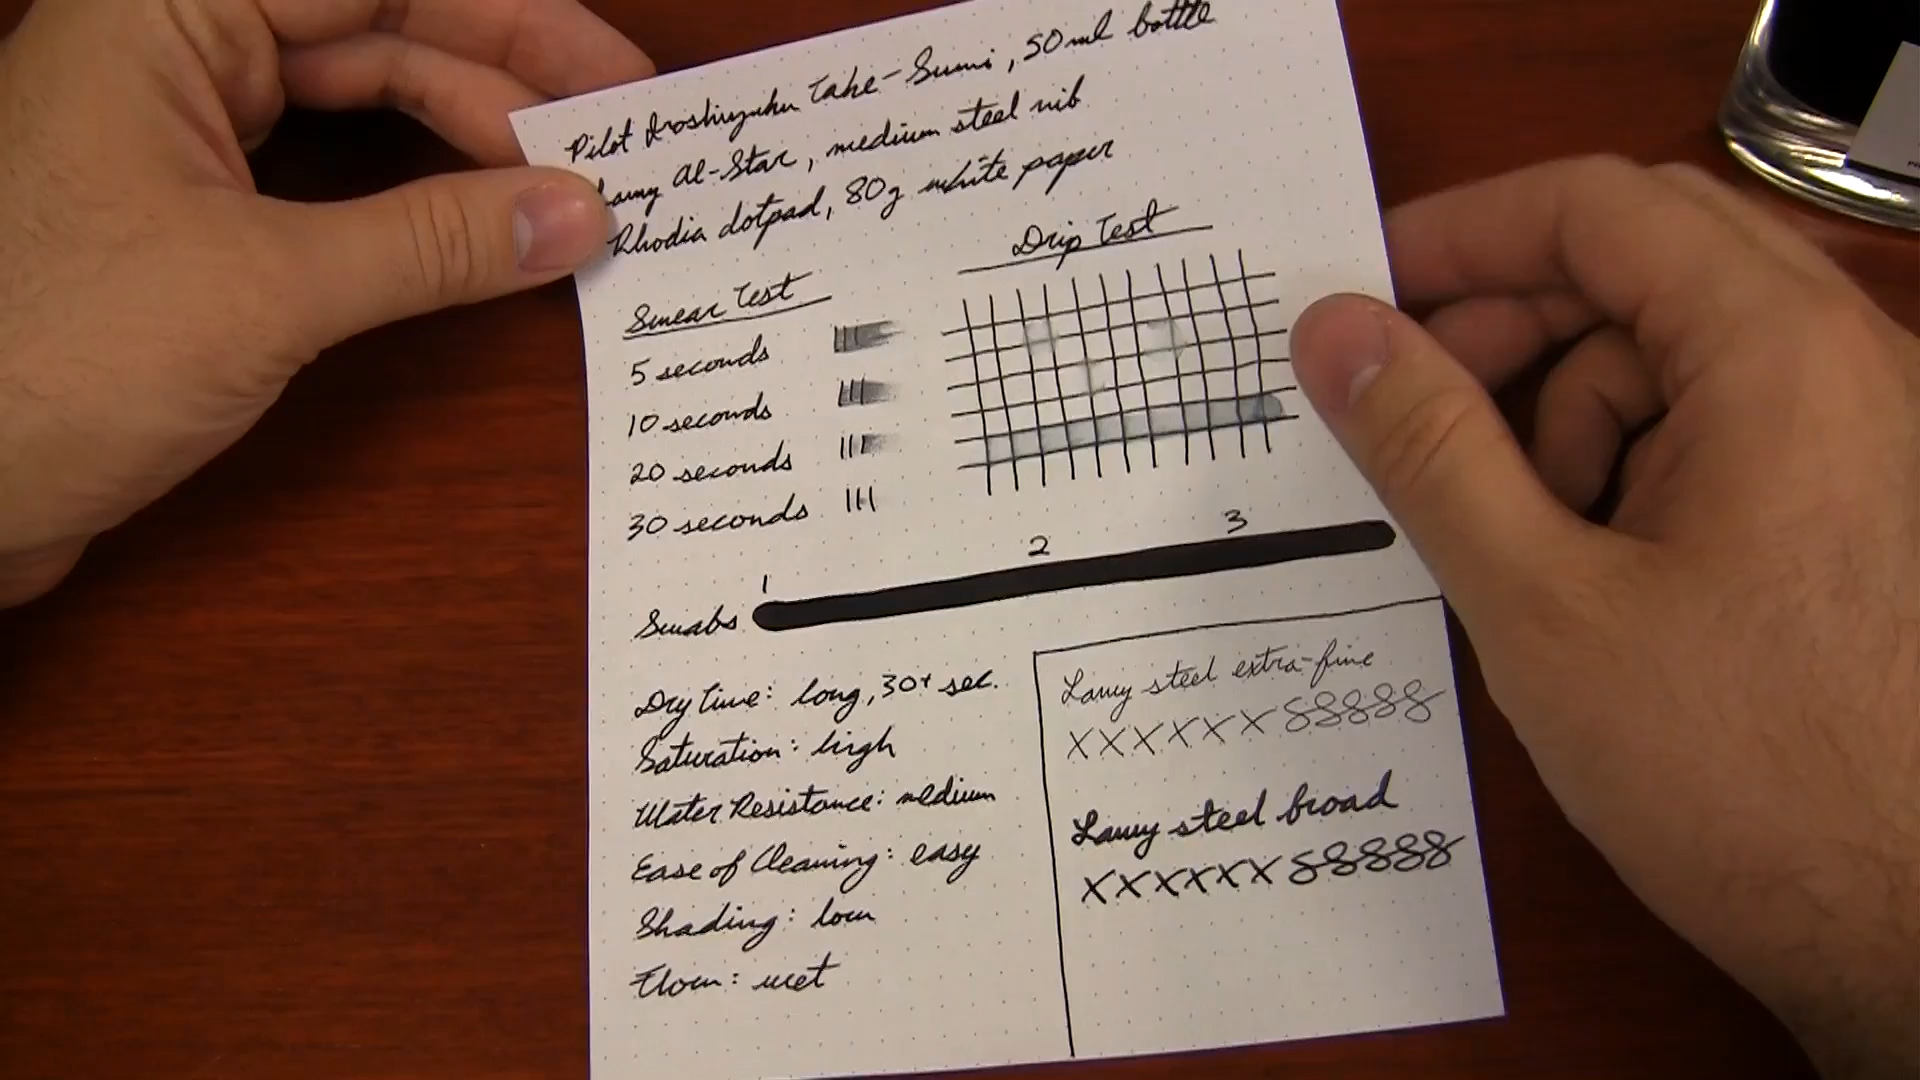 Pilot Iroshizuku Take-Sumi, 50ml bottle
Lamy Al-Star, medium steel nib
Rhodia dotpad, 80g white paper
Smear Test
5 seconds
10 seconds
20 seconds
30 seconds
Drip Test
1 2 3
Swabs
Dry Time: long, 30+ sec.
Saturation: high
Water Resistance: medium
Ease of Cleaning: easy
Shading: low
Flow: wet
Lamy steel extra-fine
XXXXXX 88888
Lamy steel broad
XXXXXX 88888